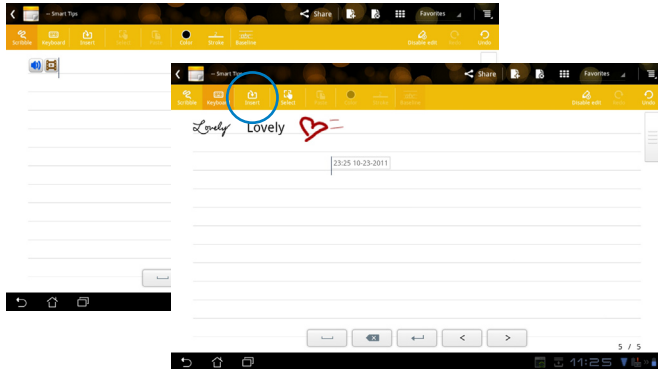 – Smart Tips Share Favorites
Scribble Keyboard Insert Color Stroke Baseline Disable edit Undo
– Smart Tips Share Favorites
Scribble Keyboard Insert Select Color Stroke Baseline Disable edit Redo Undo
Lovely Lovely
23:25 10-23-2011
5 / 5
11:25